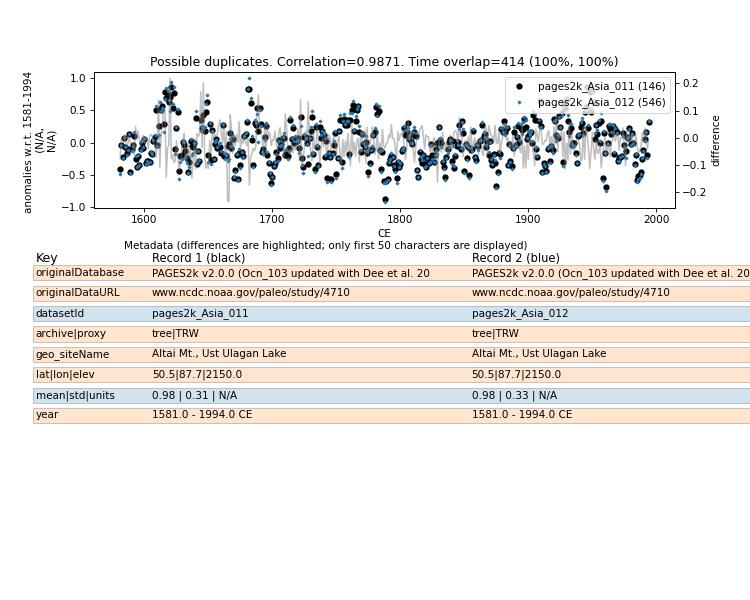 Possible duplicates. Correlation=0.9871. Time overlap=414 (100%, 100%)
anomalies w.r.t. 1581-1994
(N/A,
N/A)
1.0
0.5
0.0
−0.5
−1.0
pages2k_Asia_011 (146)
pages2k_Asia_012 (546)
0.2
0.1
0.0
−0.1
−0.2
difference
1600 1700 1800 1900 2000
CE
Metadata (differences are highlighted; only first 50 characters are displayed)
Key Record 1 (black) Record 2 (blue)
originalDatabase PAGES2k v2.0.0 (Ocn_103 updated with Dee et al. 20 PAGES2k v2.0.0 (Ocn_103 updated with Dee et al. 20
originalDataURL www.ncdc.noaa.gov/paleo/study/4710 www.ncdc.noaa.gov/paleo/study/4710
datasetId pages2k_Asia_011 pages2k_Asia_012
archive|proxy tree|TRW tree|TRW
geo_siteName Altai Mt., Ust Ulagan Lake Altai Mt., Ust Ulagan Lake
lat|lon|elev 50.5|87.7|2150.0 50.5|87.7|2150.0
mean|std|units 0.98 | 0.31 | N/A 0.98 | 0.33 | N/A
year 1581.0 - 1994.0 CE 1581.0 - 1994.0 CE